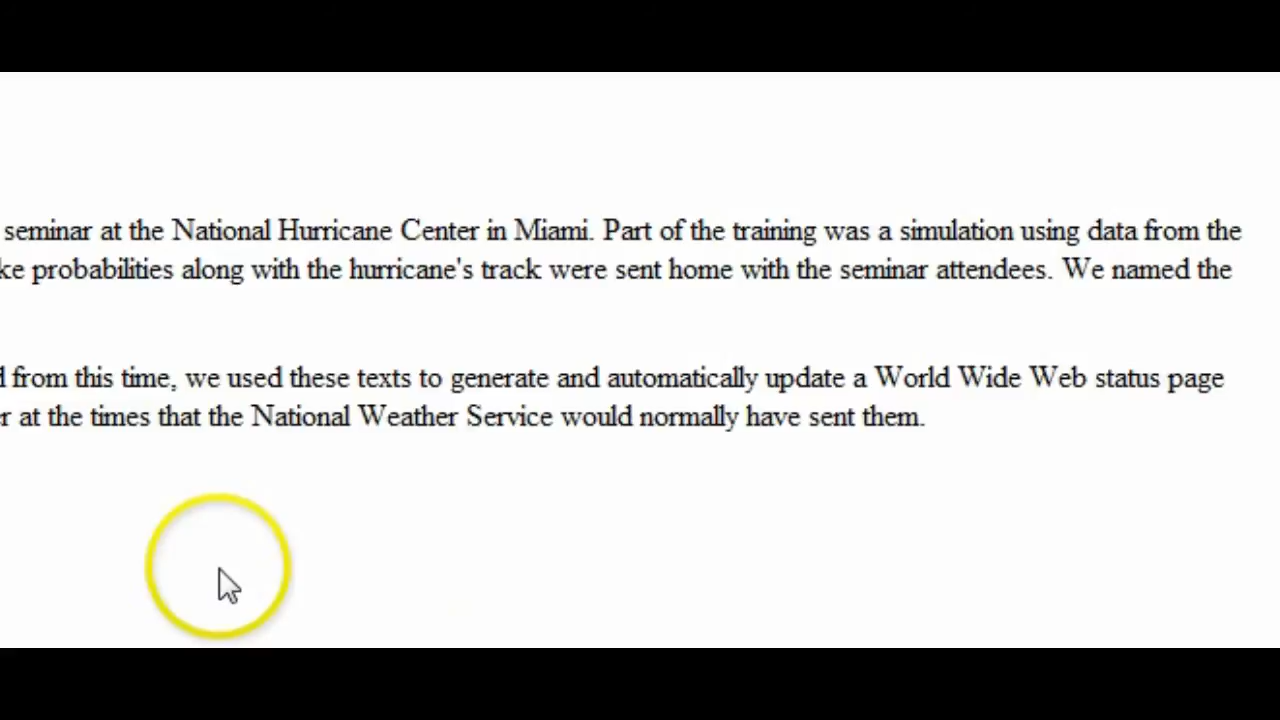 seminar at the National Hurricane Center in Miami. Part of the training was a simulation using data from the
probabilities along with the hurricane's track were sent home with the seminar attendees. We named the
from this time, we used these texts to generate and automatically update a World Wide Web status page
at the times that the National Weather Service would normally have sent them.